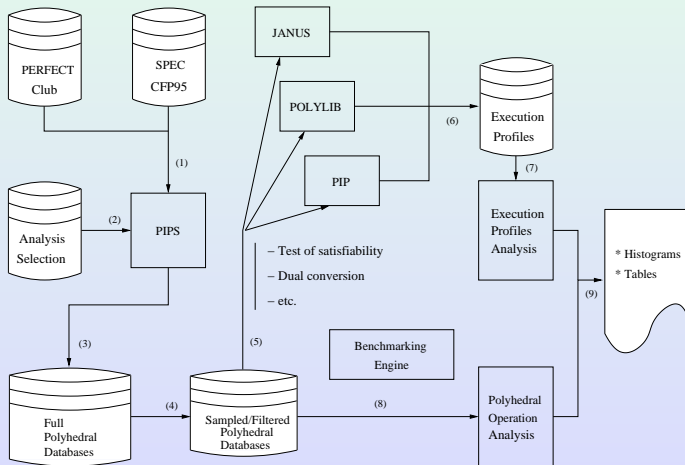 JANUS
PERFECT
Club
SPEC
CFP95
POLYLIB
(6)
Execution
Profiles
(1)
(7)
PIP
Analysis
Selection
(2)
PIPS
Execution
Profiles
Analysis
– Test of satisfiability
– Dual conversion
– etc.
* Histograms
* Tables
(9)
(3)
(5)
Benchmarking
Engine
Full
Polyhedral
Databases
(4)
Sampled/Filtered
Polyhedral
Databases
(8)
Polyhedral
Operation
Analysis